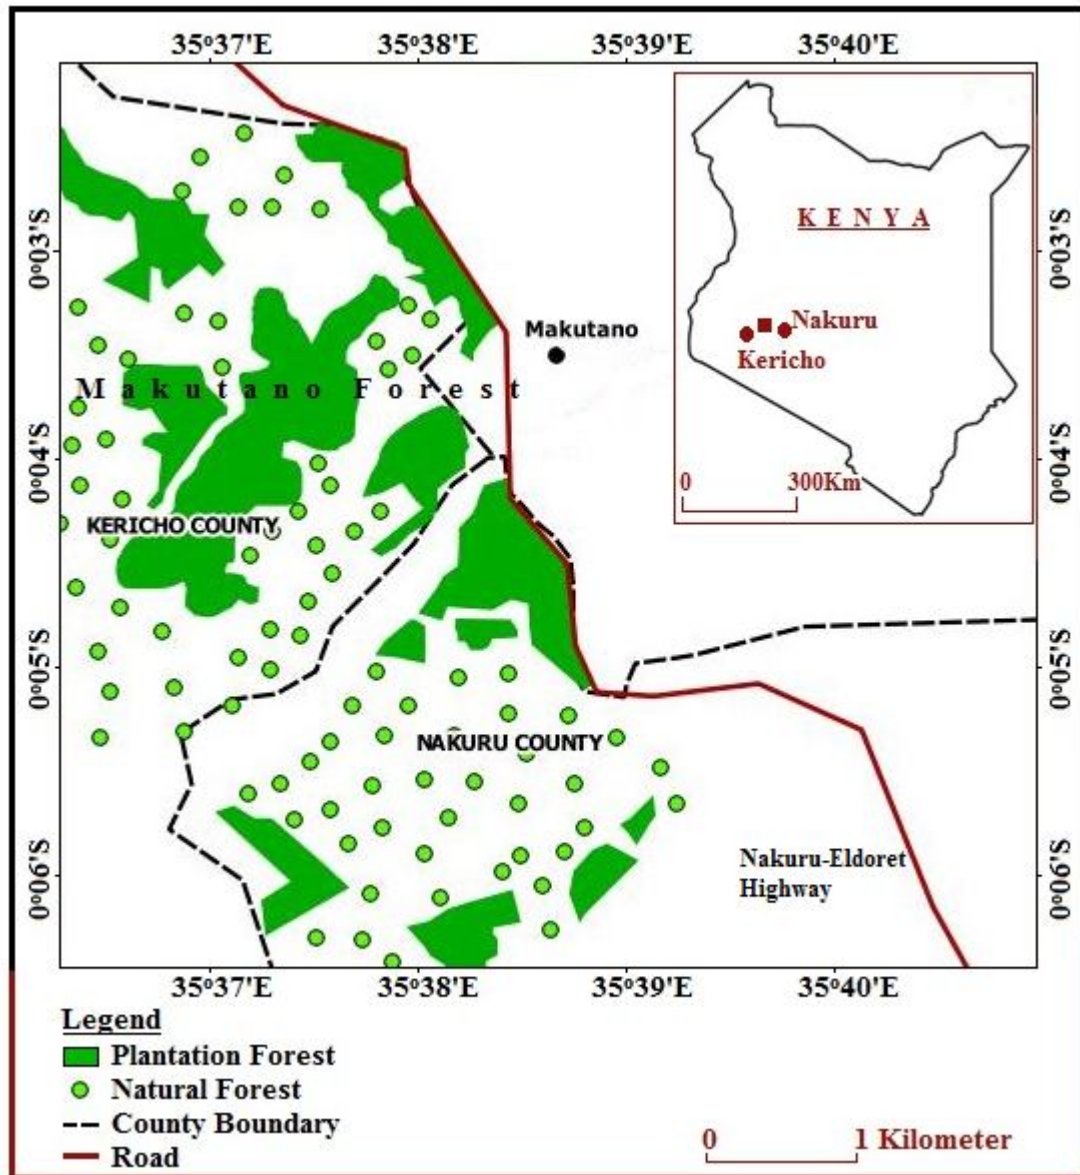 35°37'E 35°38'E 35°39'E 35°40'E
0°03'S
0°04'S
0°05'S
0°06'S
KENYA
Nakuru
Kericho
0 300Km
Makutano
Makutano Forest
KERICHO COUNTY
NAKURU COUNTY
Nakuru-Eldoret
Highway
0°03'S
0°04'S
0°05'S
0°06'S
35°37'E 35°38'E 35°39'E 35°40'E
Legend
Plantation Forest
Natural Forest
County Boundary
Road
0 1 Kilometer